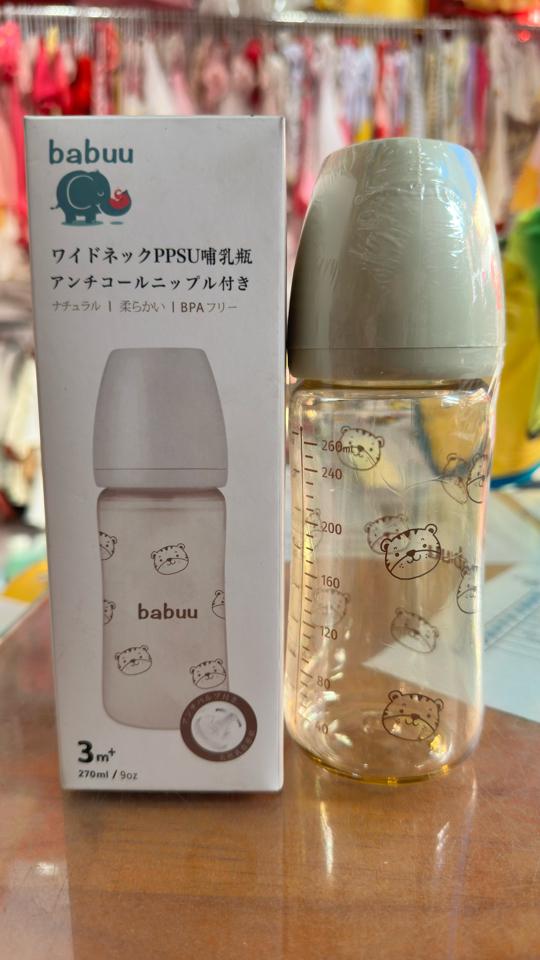 babuu
ワイドネックPPSU哺乳瓶
アンチコールニップル付き
ナチュラル | 柔らかい | BPAフリー
babuu
3m+
270ml / 9oz
260ml
240
200
160
120
80
40